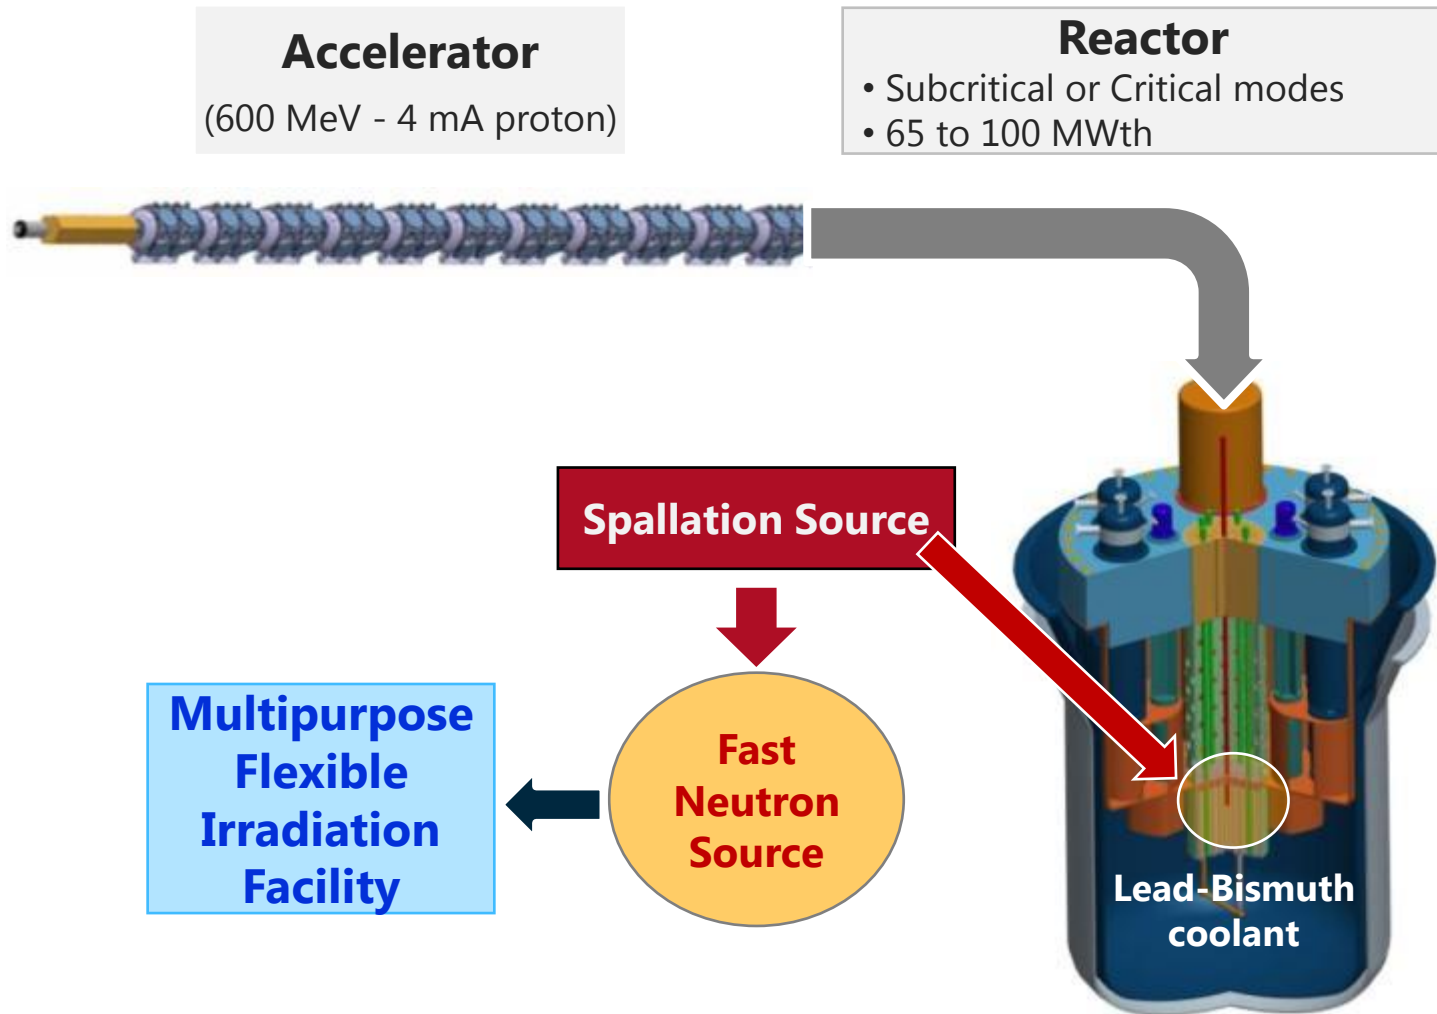 Accelerator
(600 MeV - 4 mA proton)
Reactor
• Subcritical or Critical modes
• 65 to 100 MWth
Spallation Source
Multipurpose
Flexible
Irradiation
Facility
Fast
Neutron
Source
Lead-Bismuth
coolant